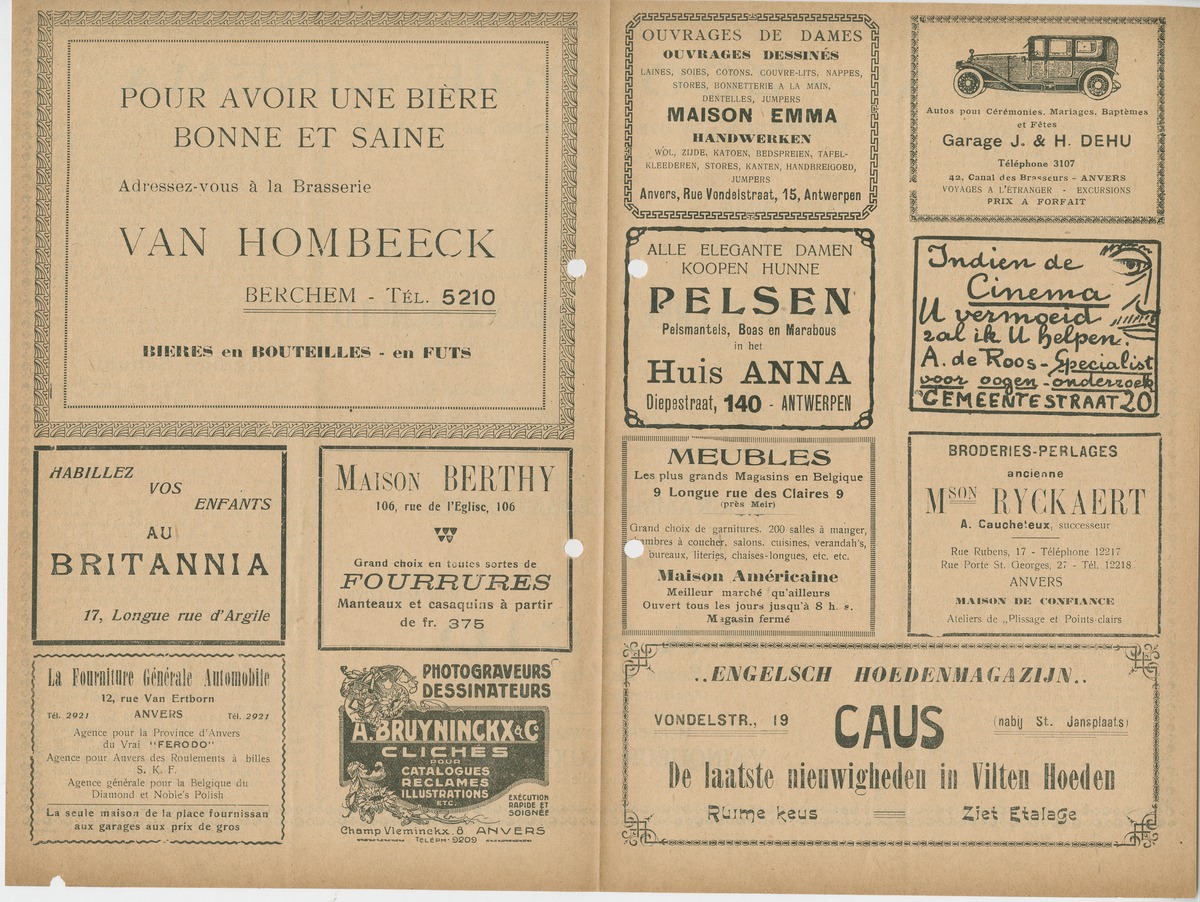 POUR AVOIR UNE BIÈRE
BONNE ET SAINE
Adressez-vous à la Brasserie
VAN HOMBEECK
BERCHEM - TÉL. 5210
BIERES en BOUTEILLES - en FUTS
HABILLEZ
VOS
ENFANTS
AU
BRITANNIA
17, Longue rue d'Argile
MAISON BERTHY
106, rue de l'Eglise, 106
Grand choix en toutes sortes de
FOURRURES
Manteaux et casaquins à partir
de fr. 375
La Fourniture Générale Automobile
12, rue Van Ertborn
Tél. 2921 ANVERS Tél. 2921
Agence pour la Province d'Anvers
du Vrai "FERODO"
Agence pour Anvers des Roulements à billes
S. K. F.
Agence générale pour la Belgique du
Diamond et Noble's Polish
La seule maison de la place fournissan
aux garages aux prix de gros
PHOTOGRAVEURS
DESSINATEURS
A. BRUYNINCKX & Co
CLICHÉS
POUR
CATALOGUES
RÉCLAMES
ILLUSTRATIONS
ETC.
EXÉCUTION
RAPIDE ET
SOIGNÉE
Champ Vleminckx. 8 ANVERS
TELEPH. 9209
OUVRAGES DE DAMES
OUVRAGES DESSINÉS
LAINES, SOIES, COTONS, COUVRE-LITS, NAPPES,
STORES, BONNETTERIE A LA MAIN,
DENTELLES, JUMPERS
MAISON EMMA
HANDWERKEN
WOL, ZIJDE, KATOEN, BEDSPREIEN, TAFEL-
KLEEDEREN, STORES, KANTEN, HANDBREIGOED,
JUMPERS
Anvers, Rue Vondelstraat, 15, Antwerpen
Autos pour Cérémonies, Mariages, Baptêmes
et Fêtes
Garage J. & H. DEHU
Téléphone 3107
42, Canal des Brasseurs - ANVERS
VOYAGES A L'ÉTRANGER - EXCURSIONS
PRIX A FORFAIT
ALLE ELEGANTE DAMEN
KOOPEN HUNNE
PELSEN
Pelsmantels, Boas en Marabous
in het
Huis ANNA
Diepestraat, 140 - ANTWERPEN
Indien de
Cinema
U vermoeid
zal ik U helpen.
A. de Roos - Specialist
voor oogen-onderzoek
GEMEENTESTRAAT 20
MEUBLES
Les plus grands Magasins en Belgique
9 Longue rue des Claires 9
(près Meir)
Grand choix de garnitures. 200 salles à manger,
ambres à coucher, salons. cuisines, verandah's,
bureaux, literies, chaises-longues, etc. etc.
Maison Américaine
Meilleur marché qu'ailleurs
Ouvert tous les jours jusqu'à 8 h. s.
Magasin fermé
BRODERIES-PERLAGES
ancienne
MSON RYCKAERT
A. Caucheteux, successeur
Rue Rubens, 17 - Téléphone 12217
Rue Porte St. Georges, 27 - Tél. 12218
ANVERS
MAISON DE CONFIANCE
Ateliers de „Plissage et Points-clairs
..ENGELSCH HOEDENMAGAZIJN..
VONDELSTR., 19 CAUS (nabij St. Jansplaats)
De laatste nieuwigheden in Vilten Hoeden
Ruime keus Ziet Etalage